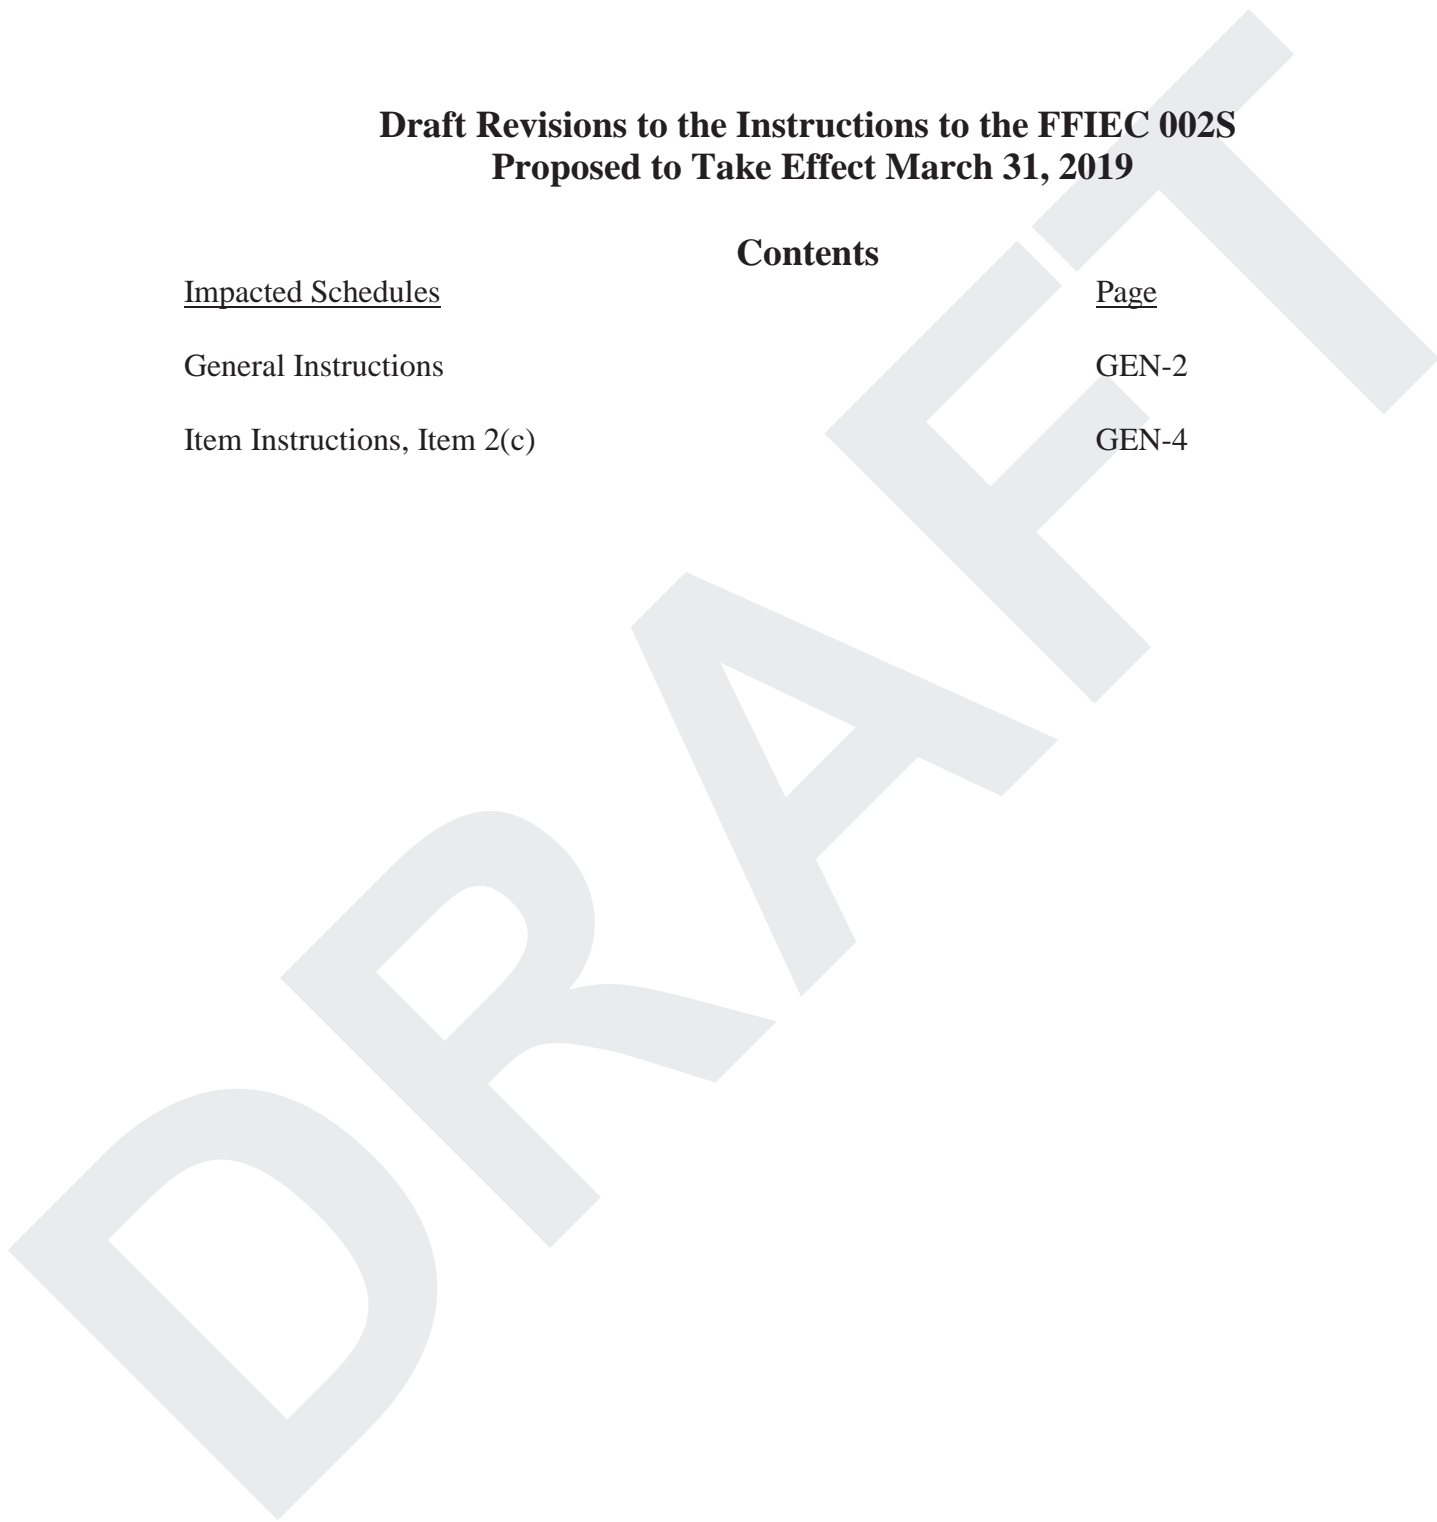 Draft Revisions to the Instructions to the FFIEC 002S
Proposed to Take Effect March 31, 2019
Contents
Impacted Schedules Page
General Instructions GEN-2
Item Instructions, Item 2(c) GEN-4
DRAFT